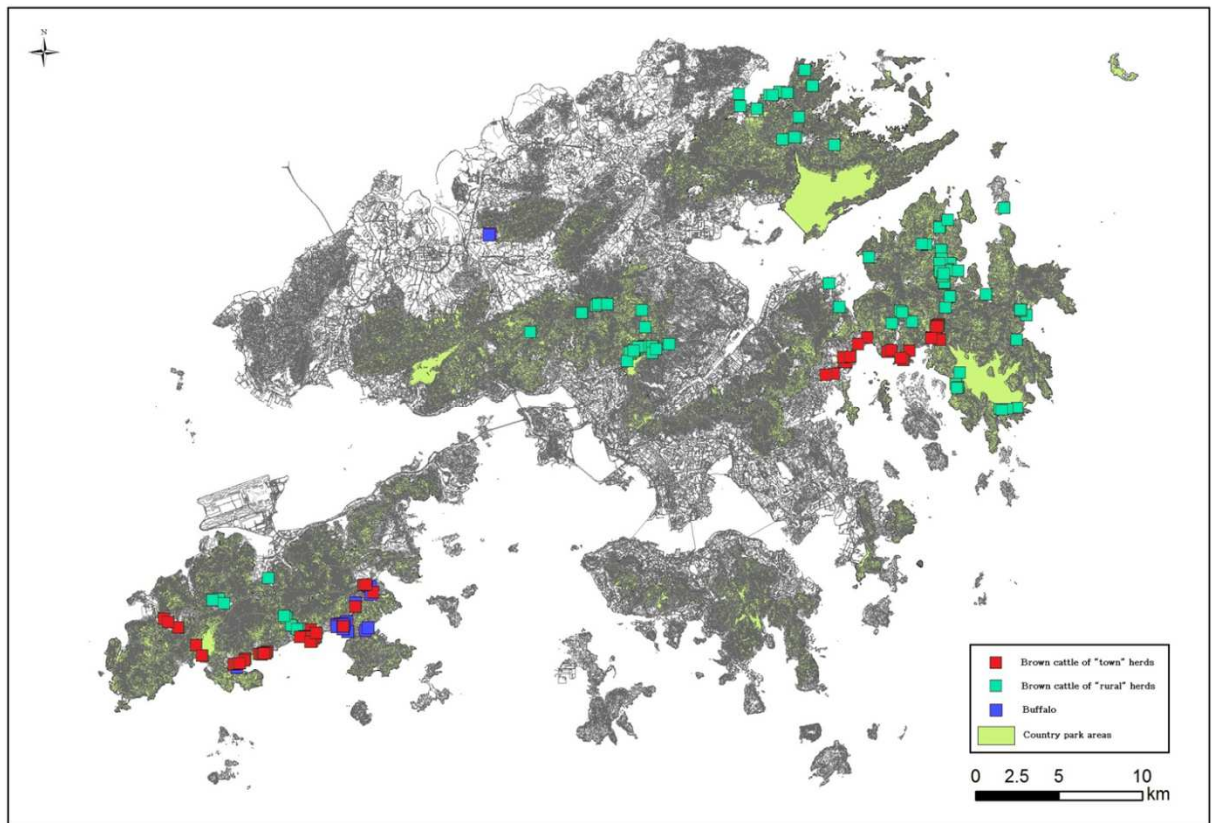 N
Brown cattle of "town" herds
Brown cattle of "rural" herds
Buffalo
Country park areas
0 2.5 5 10
km